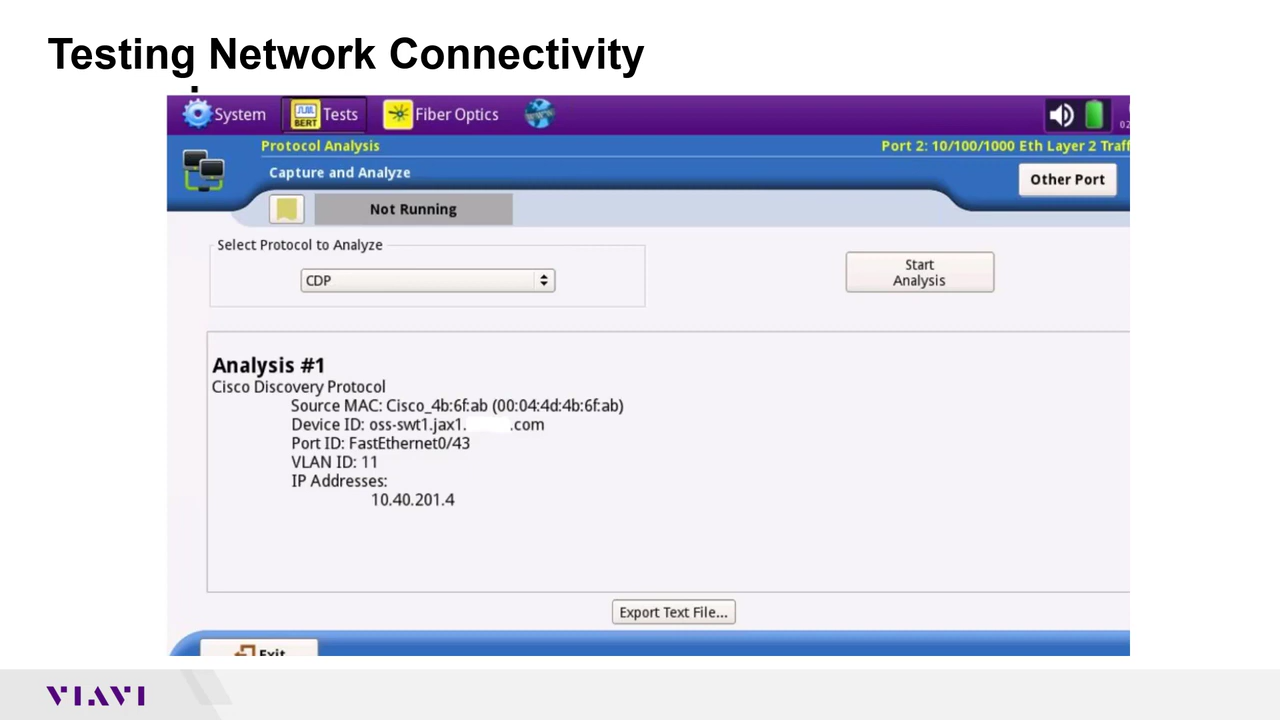 Testing Network Connectivity
System
BERT
Tests
Fiber Optics
02
Protocol Analysis
Port 2: 10/100/1000 Eth Layer 2 Traff
Capture and Analyze
Other Port
Not Running
Select Protocol to Analyze
CDP
Start
Analysis
Analysis #1
Cisco Discovery Protocol
Source MAC: Cisco_4b:6f:ab (00:04:4d:4b:6f:ab)
Device ID: oss-swt1.jax1. .com
Port ID: FastEthernet0/43
VLAN ID: 11
IP Addresses:
10.40.201.4
Export Text File...
Exit
VIAVI